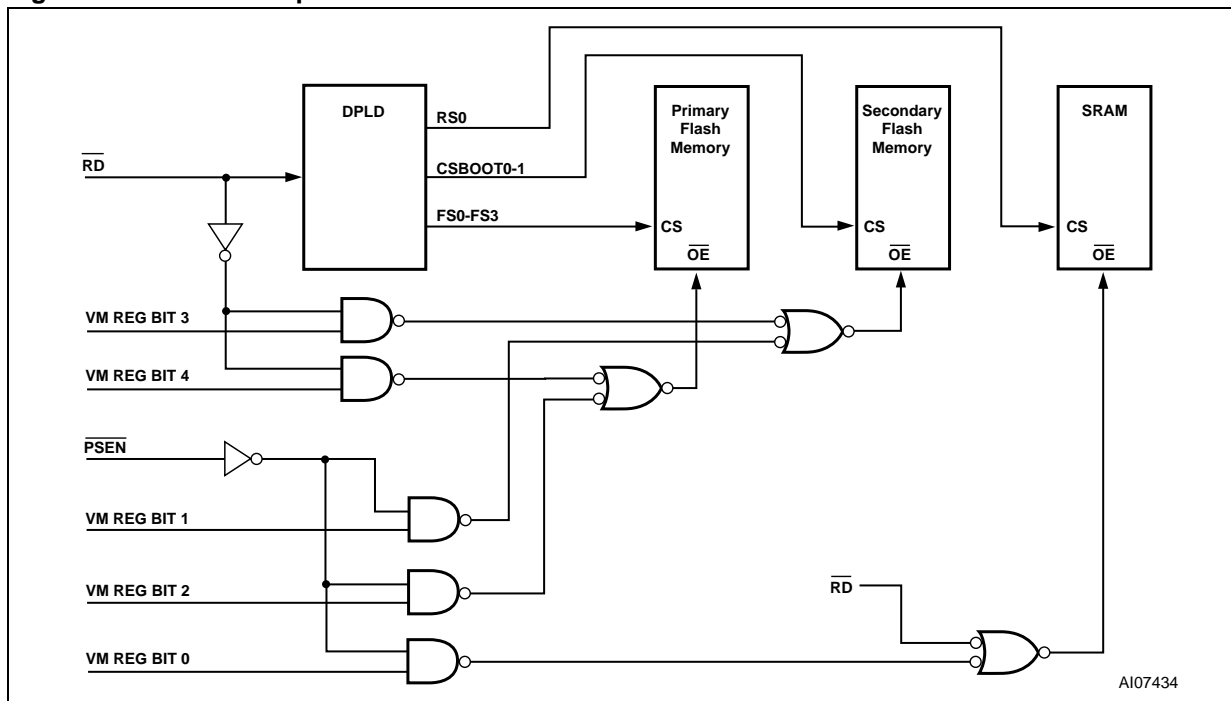 DPLD
RS0
CSBOOT0-1
FS0-FS3
Primary
Flash
Memory
CS
OE
Secondary
Flash
Memory
CS
OE
SRAM
CS
OE
RD
VM REG BIT 3
VM REG BIT 4
PSEN
VM REG BIT 1
VM REG BIT 2
VM REG BIT 0
RD
AI07434